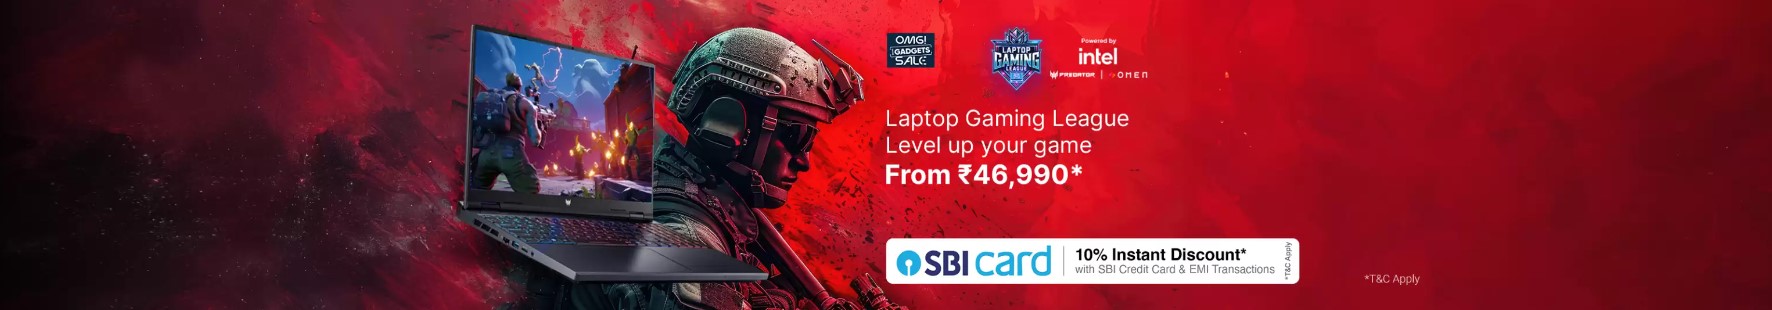 OMG!
GADGETS
SALE
LAPTOP
GAMING
LEAGUE
Powered by
intel
PREDATOR | OMEN
Laptop Gaming League
Level up your game
From ₹46,990*
SBI card
10% Instant Discount*
with SBI Credit Card & EMI Transactions
*T&C Apply
*T&C Apply